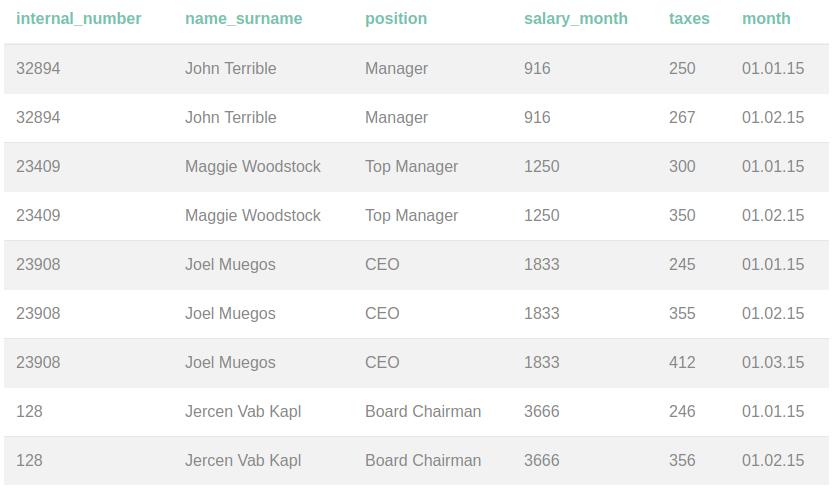 internal_number name_surname position salary_month taxes month
32894 John Terrible Manager 916 250 01.01.15
32894 John Terrible Manager 916 267 01.02.15
23409 Maggie Woodstock Top Manager 1250 300 01.01.15
23409 Maggie Woodstock Top Manager 1250 350 01.02.15
23908 Joel Muegos CEO 1833 245 01.01.15
23908 Joel Muegos CEO 1833 355 01.02.15
23908 Joel Muegos CEO 1833 412 01.03.15
128 Jercen Vab Kapl Board Chairman 3666 246 01.01.15
128 Jercen Vab Kapl Board Chairman 3666 356 01.02.15